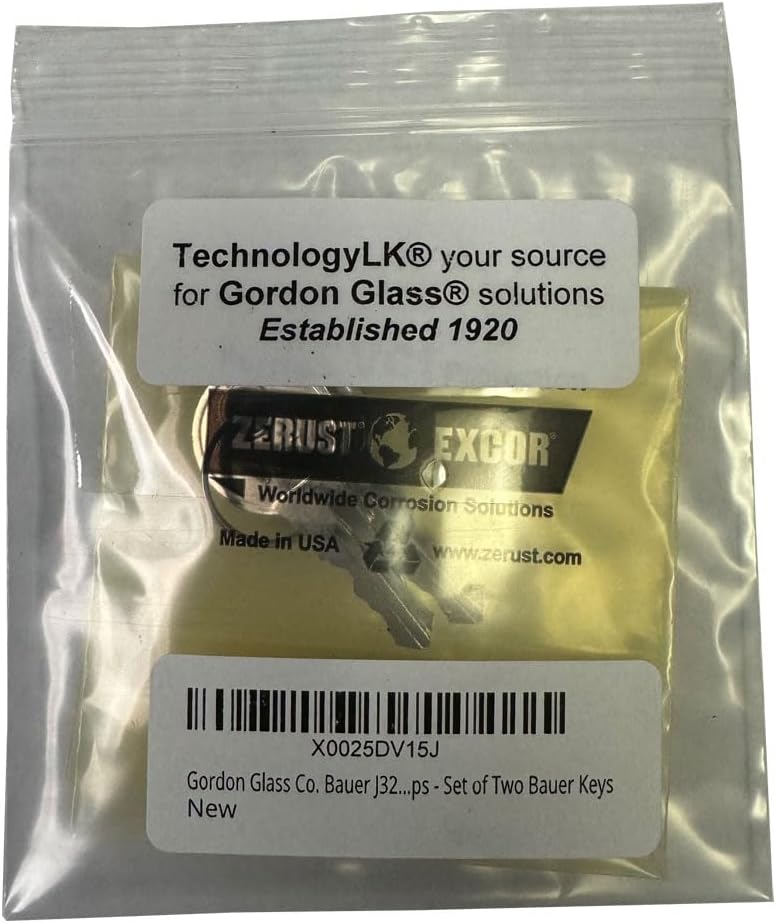 TechnologyLK® your source
for Gordon Glass® solutions
Established 1920
ZERUST® EXCOR®
Worldwide Corrosion Solutions
Made in USA www.zerust.com
X0025DV15J
Gordon Glass Co. Bauer J32...ps - Set of Two Bauer Keys
New